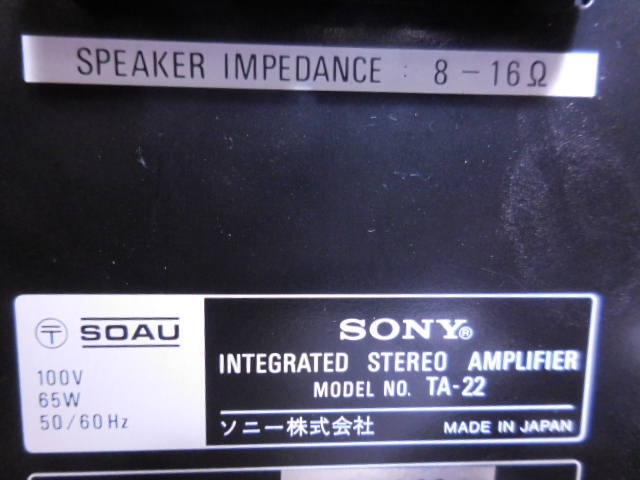 SPEAKER IMPEDANCE : 8 - 16Ω
〒 SOAU
100V
65W
50/60Hz
SONY®
INTEGRATED STEREO AMPLIFIER
MODEL NO. TA-22
ソニー株式会社 MADE IN JAPAN